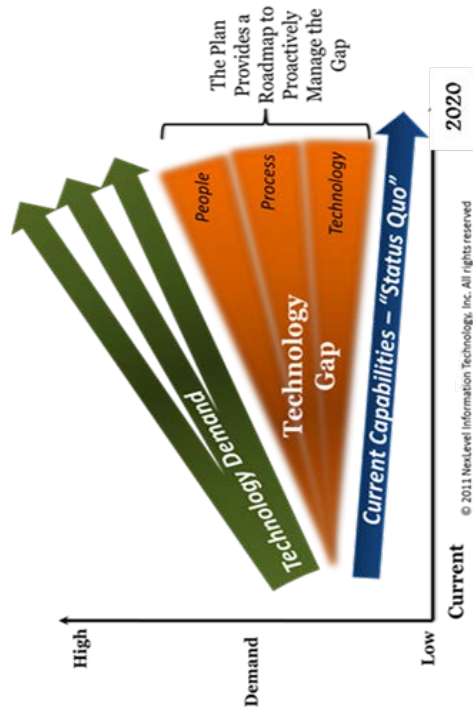 High
Demand
Low
Technology Demand
Technology
Gap
People
Process
Technology
The Plan
Provides a
Roadmap to
Proactively
Manage the
Gap
Current Capabilities – “Status Quo”
Current
2020
© 2011 NexLevel Information Technology, Inc. All rights reserved